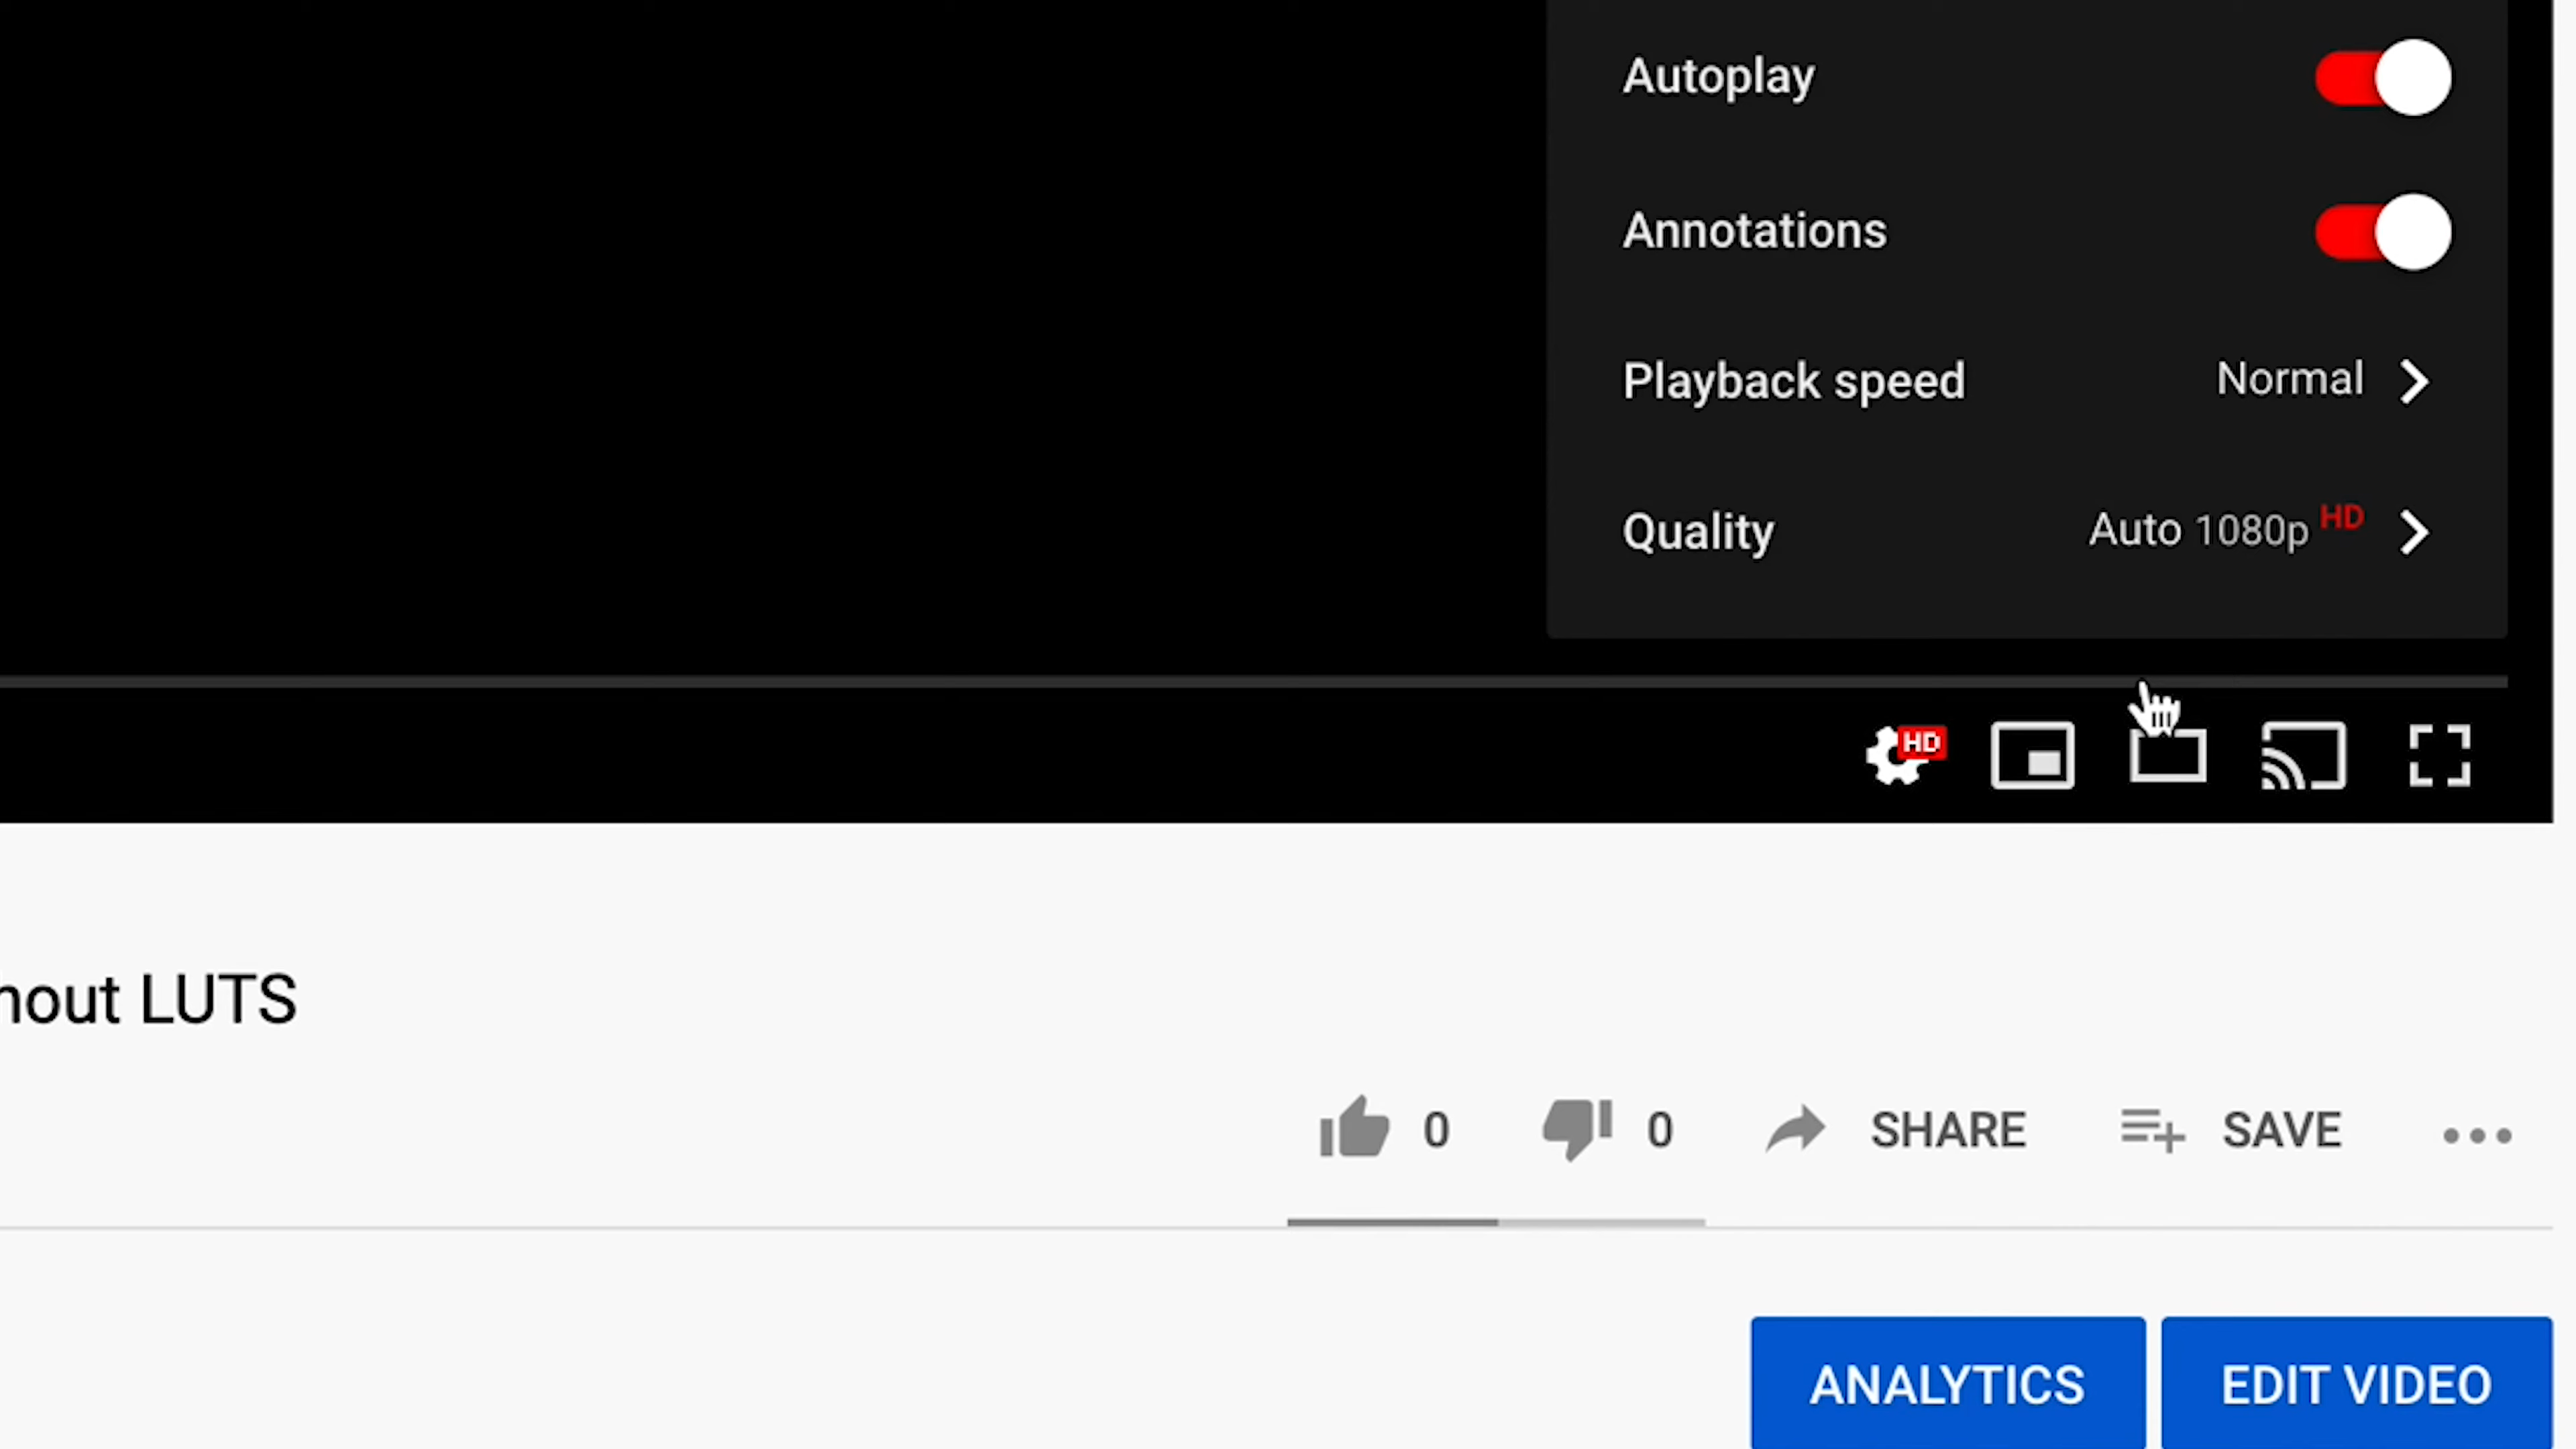 Autoplay
Annotations
Playback speed Normal
Quality Auto 1080p HD
HD
hout LUTS
0 0 SHARE SAVE
ANALYTICS EDIT VIDEO